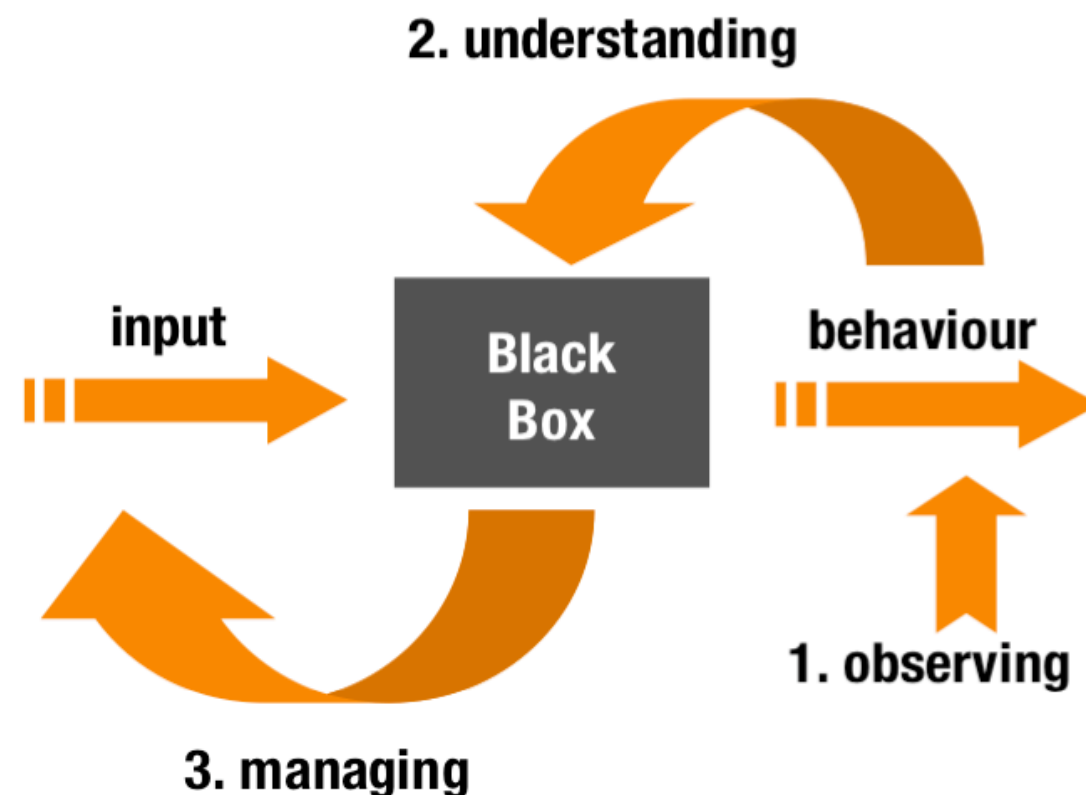 2. understanding
input
Black
Box
behaviour
1. observing
3. managing